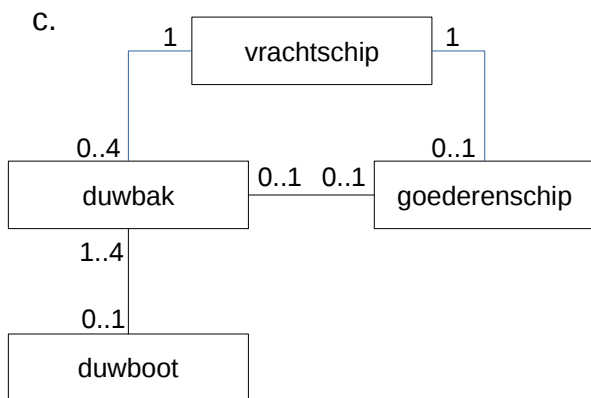 c.
1 vrachtschip 1
0..4 0..1
duwbak 0..1 0..1 goederenschip
1..4
0..1
duwboot